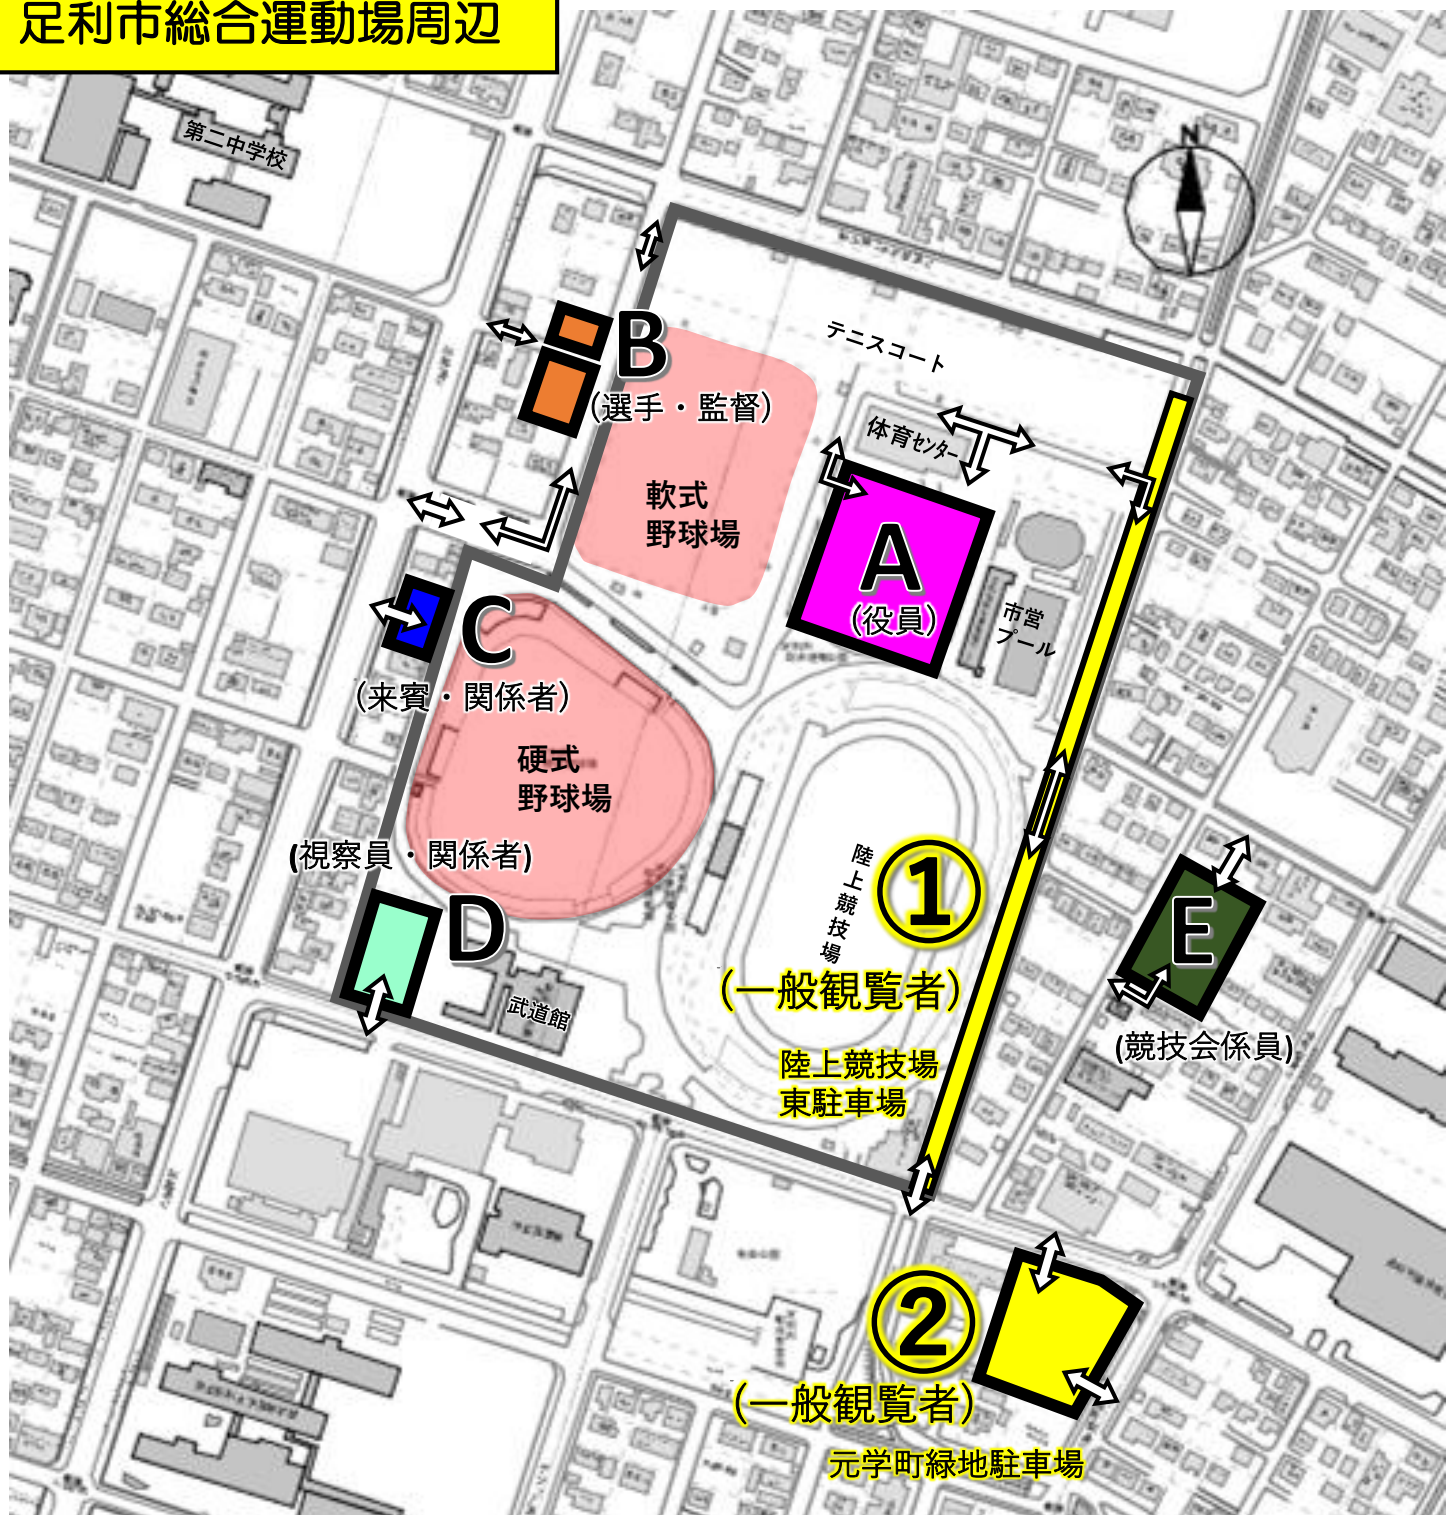 足利市総合運動場周辺
第二中学校
N
テニスコート
B
(選手・監督)
体育センター
軟式
野球場
A
(役員)
市営
プール
C
(来賓・関係者)
硬式
野球場
(視察員・関係者)
D
武道館
陸上競技場
①
(一般観覧者)
陸上競技場
東駐車場
E
(競技会係員)
②
(一般観覧者)
元学町緑地駐車場